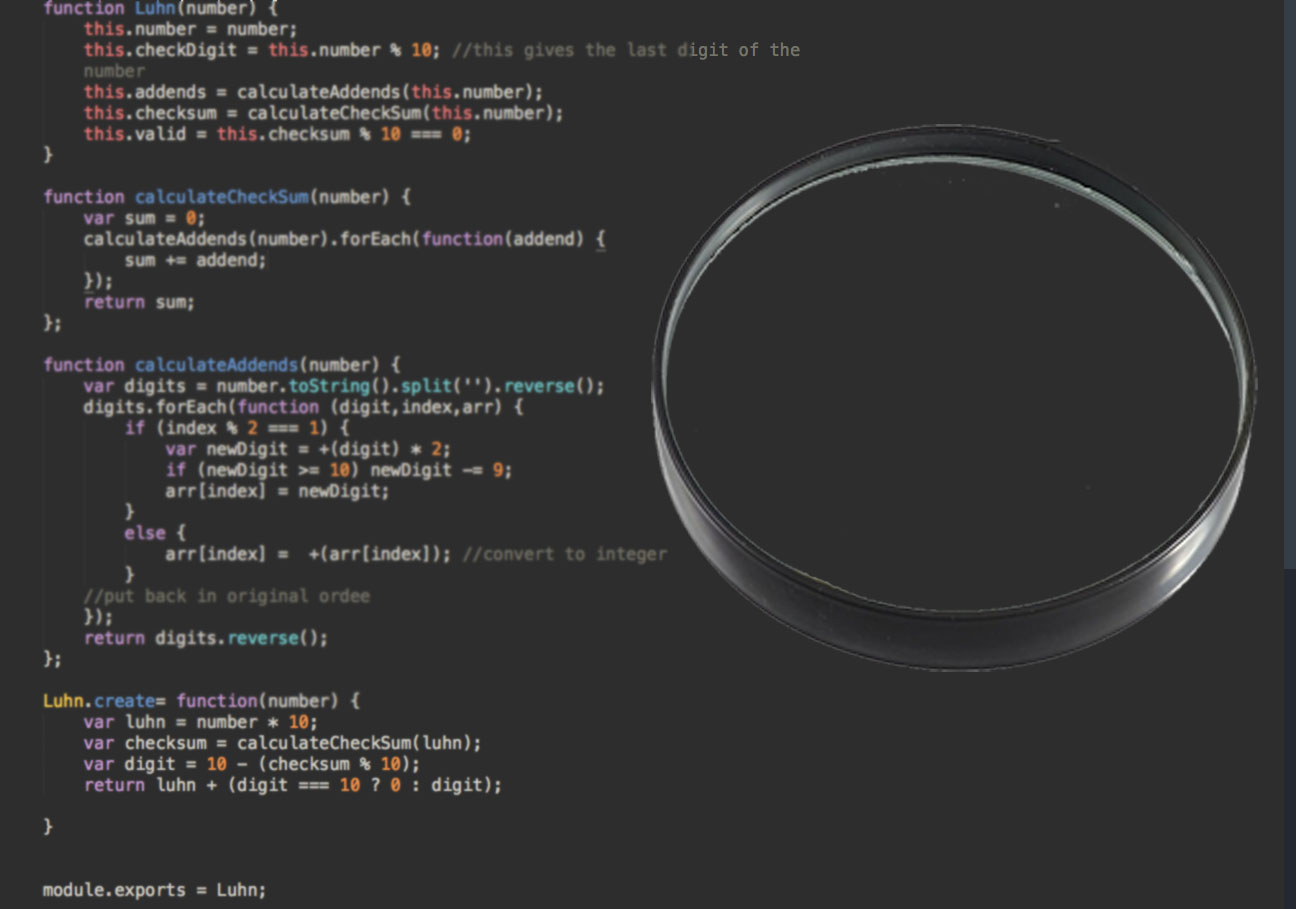 function Luhn(number) {
    this.number = number;
    this.checkDigit = this.number % 10; //this gives the last digit of the
    number
    this.addends = calculateAddends(this.number);
    this.checksum = calculateCheckSum(this.number);
    this.valid = this.checksum % 10 === 0;
}
function calculateCheckSum(number) {
    var sum = 0;
    calculateAddends(number).forEach(function(addend) {
        sum += addend;
    });
    return sum;
};
function calculateAddends(number) {
    var digits = number.toString().split('').reverse();
    digits.forEach(function (digit,index,arr) {
        if (index % 2 === 1) {
            var newDigit = +(digit) * 2;
            if (newDigit >= 10) newDigit -= 9;
            arr[index] = newDigit;
        }
        else {
            arr[index] =  +(arr[index]); //convert to integer
        }
    //put back in original ordee
    });
    return digits.reverse();
};
Luhn.create= function(number) {
    var luhn = number * 10;
    var checksum = calculateCheckSum(luhn);
    var digit = 10 - (checksum % 10);
    return luhn + (digit === 10 ? 0 : digit);
}
module.exports = Luhn;